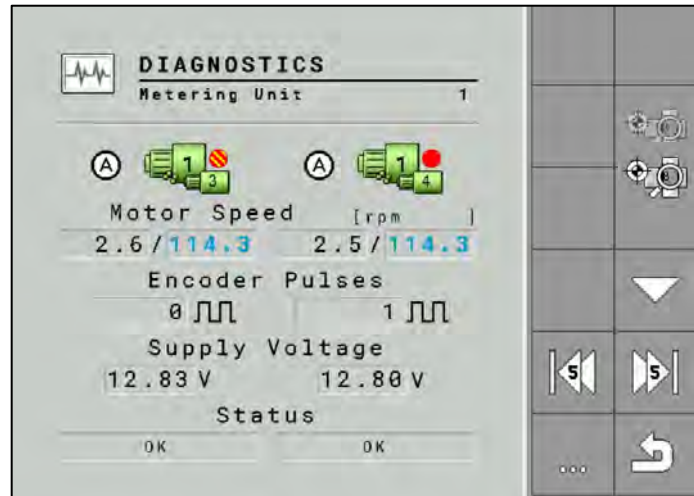 DIAGNOSTICS
Metering Unit 1
A 1 3 A 1 4
Motor Speed [rpm ]
2.6/114.3 2.5/114.3
Encoder Pulses
0 1
Supply Voltage
12.83 V 12.80 V
Status
OK OK
5 5
...